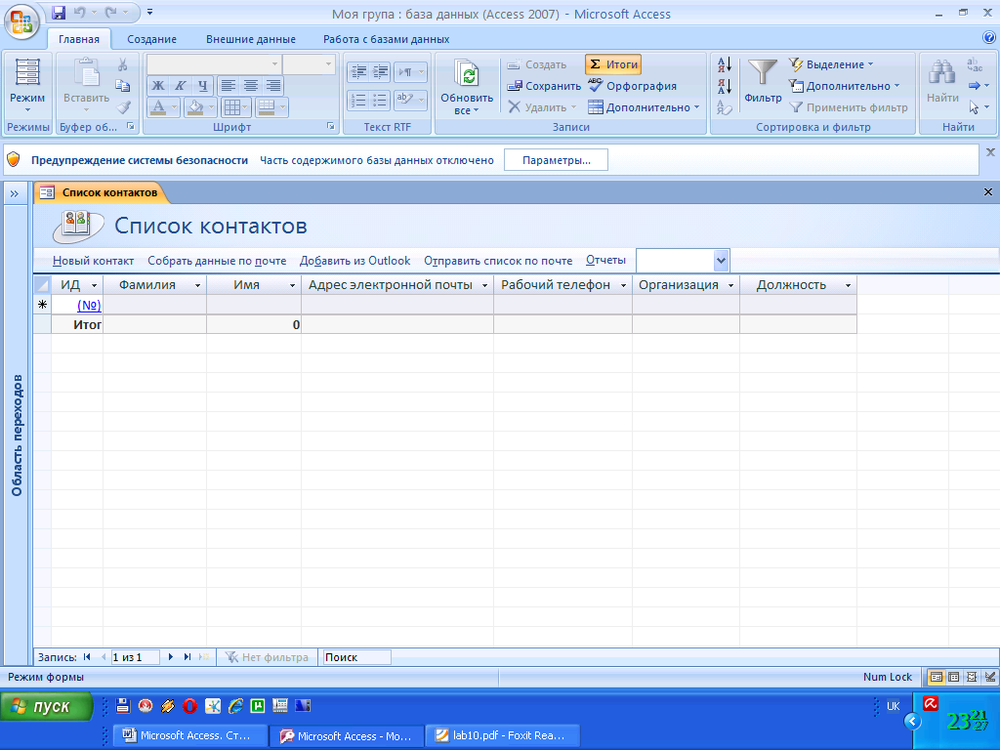 Моя група : база данных (Access 2007) - Microsoft Access
Главная Создание Внешние данные Работа с базами данных
Создать Σ Итоги Выделение
Режим Вставить Ж К Ч Обновить все Сохранить Орфография Фильтр Дополнительно Найти
Удалить Дополнительно Применить фильтр
Режимы Буфер об... Шрифт Текст RTF Записи Сортировка и фильтр Найти
Предупреждение системы безопасности Часть содержимого базы данных отключено Параметры...
Список контактов
Список контактов
Новый контакт Собрать данные по почте Добавить из Outlook Отправить список по почте Отчеты
ИД Фамилия Имя Адрес электронной почты Рабочий телефон Организация Должность
(№)
Итог 0
Область переходов
Запись: 1 из 1 Нет фильтра Поиск
Режим формы Num Lock
пуск UK 23 21 27
Microsoft Access. Ст... Microsoft Access - Мо... lab10.pdf - Foxit Rea...